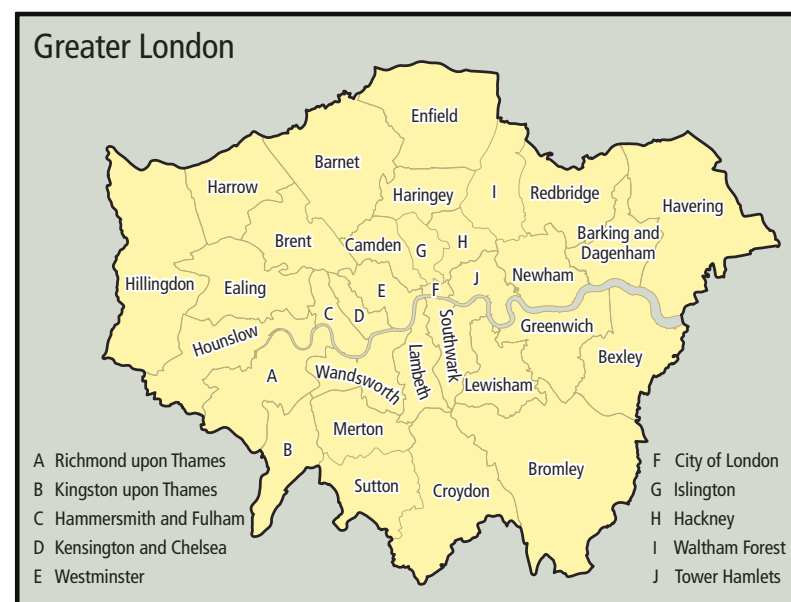 Greater London
Enfield
Barnet
Harrow
Haringey
I
Redbridge
Havering
Brent
Camden
G
H
Barking and
Dagenham
Hillingdon
Ealing
E
F
J
Newham
C
D
Hounslow
Southwark
Greenwich
Bexley
A
Wandsworth
Lambeth
Lewisham
Merton
B
Sutton
Croydon
Bromley
A Richmond upon Thames
B Kingston upon Thames
C Hammersmith and Fulham
D Kensington and Chelsea
E Westminster
F City of London
G Islington
H Hackney
I Waltham Forest
J Tower Hamlets